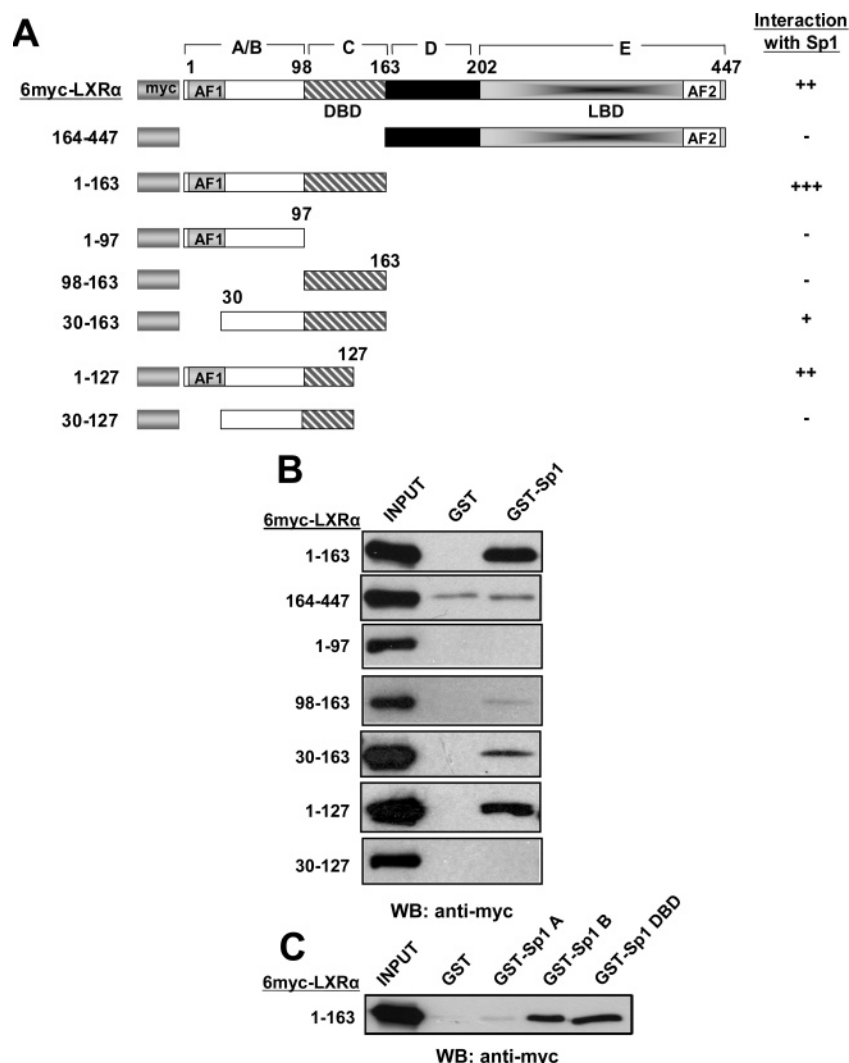 A
Interaction
with Sp1
A/B C D E
1 98 163 202 447
6myc-LXRα myc AF1 AF2 ++
DBD LBD
164-447 AF2 -
1-163 AF1 +++
97
1-97 AF1 -
163
98-163 -
30
30-163 +
127
1-127 AF1 ++
30-127 -
B
INPUT GST GST-Sp1
6myc-LXRα
1-163
164-447
1-97
98-163
30-163
1-127
30-127
WB: anti-myc
C
INPUT GST GST-Sp1 A GST-Sp1 B GST-Sp1 DBD
6myc-LXRα
1-163
WB: anti-myc